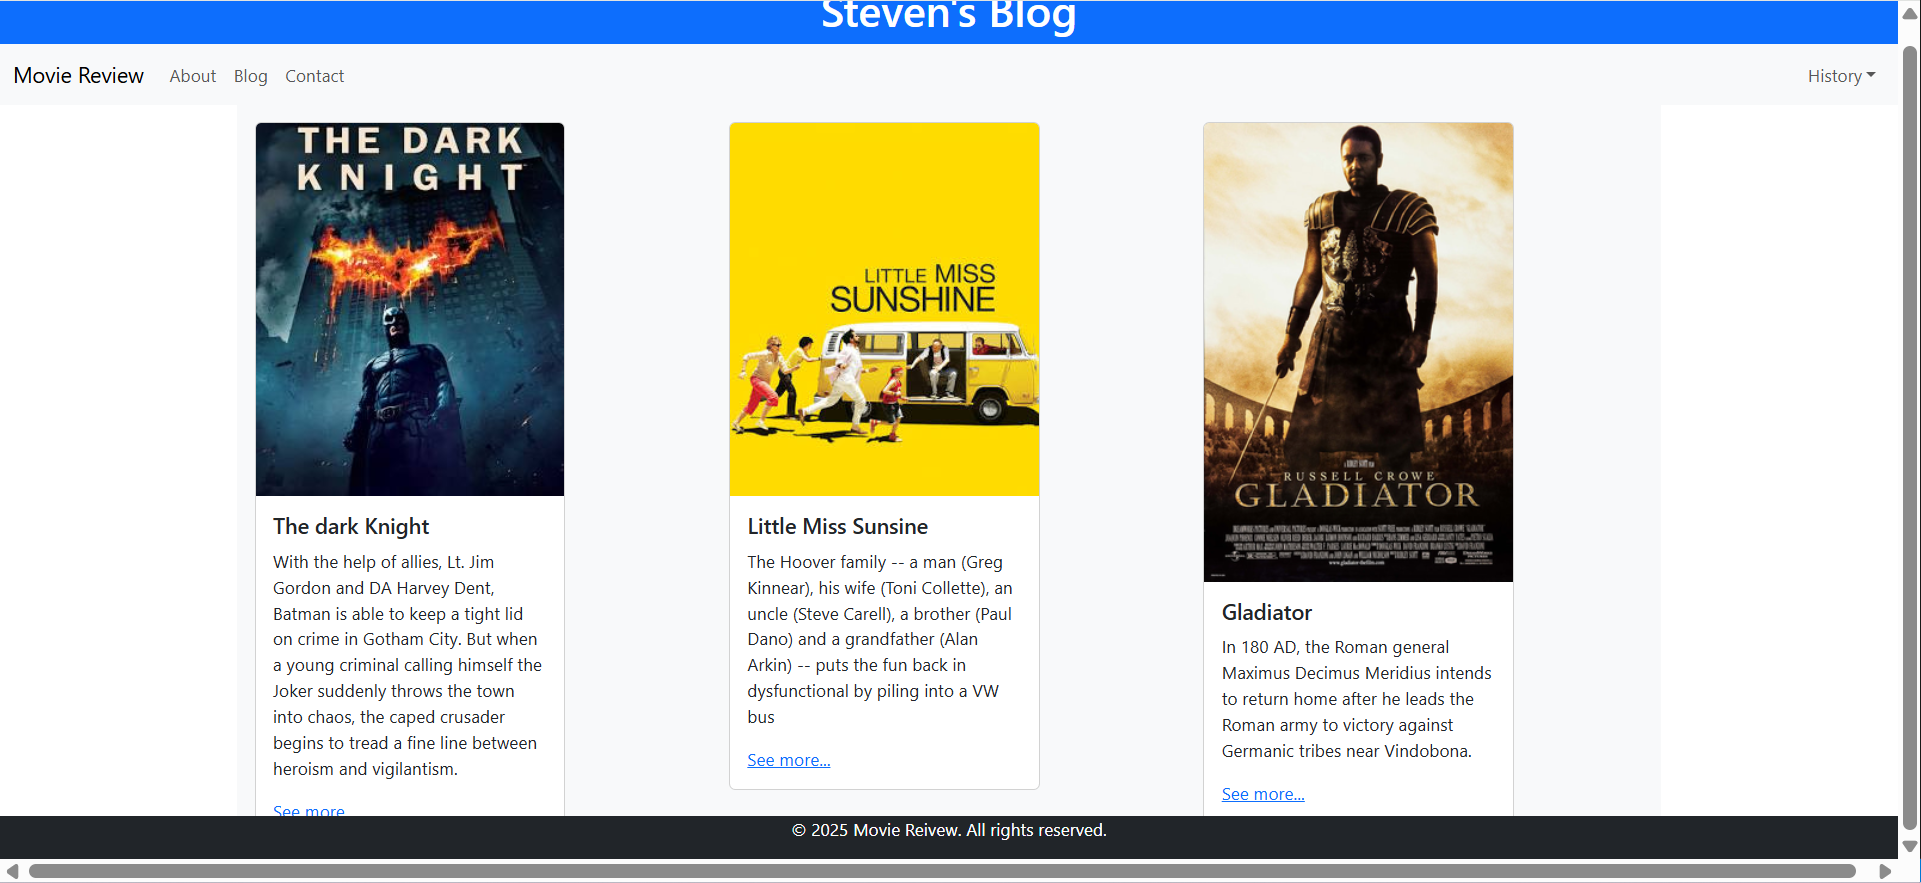 Steven's Blog
Movie Review About Blog Contact History
THE DARK
KNIGHT
LITTLE MISS
SUNSHINE
RUSSELL CROWE
GLADIATOR
The dark Knight
With the help of allies, Lt. Jim
Gordon and DA Harvey Dent,
Batman is able to keep a tight lid
on crime in Gotham City. But when
a young criminal calling himself the
Joker suddenly throws the town
into chaos, the caped crusader
begins to tread a fine line between
heroism and vigilantism.
See more
Little Miss Sunsine
The Hoover family -- a man (Greg
Kinnear), his wife (Toni Collette), an
uncle (Steve Carell), a brother (Paul
Dano) and a grandfather (Alan
Arkin) -- puts the fun back in
dysfunctional by piling into a VW
bus
See more...
Gladiator
In 180 AD, the Roman general
Maximus Decimus Meridius intends
to return home after he leads the
Roman army to victory against
Germanic tribes near Vindobona.
See more...
© 2025 Movie Reivew. All rights reserved.